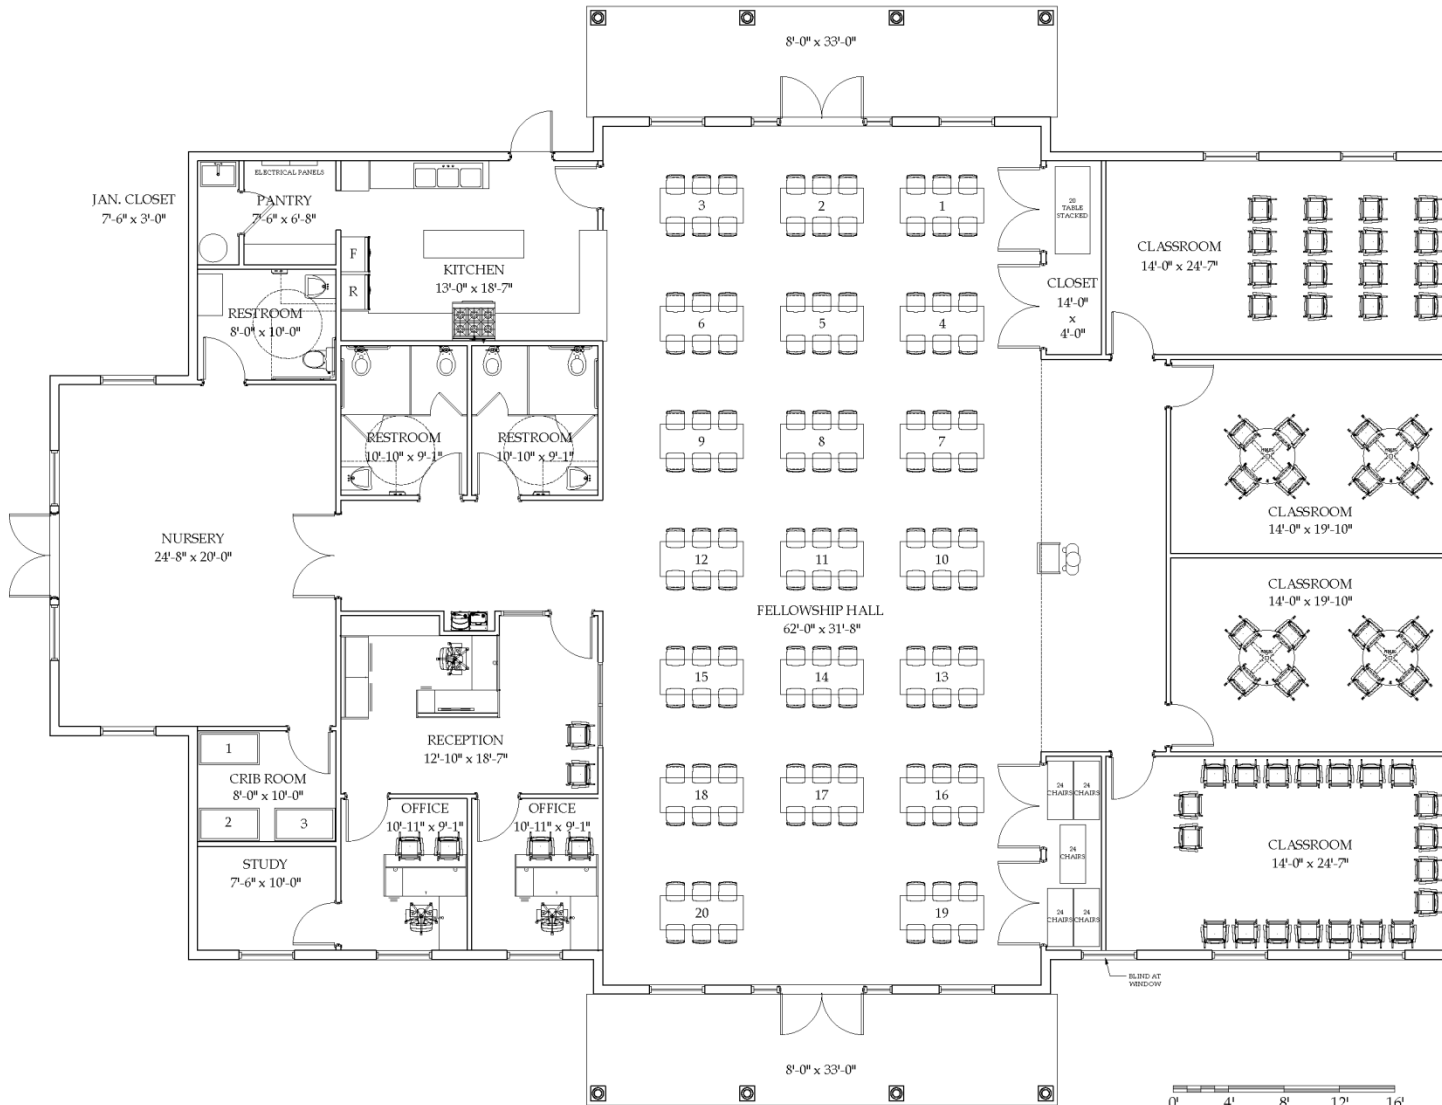 8'-0" x 33'-0"
ELECTRICAL PANELS
JAN. CLOSET
7'-6" x 3'-0"
PANTRY
7'-6" x 6'-8"
F
R
KITCHEN
13'-0" x 18'-7"
3
2
1
20
TABLE
STACKED
CLOSET
14'-0"
x
4'-0"
CLASSROOM
14'-0" x 24'-7"
RESTROOM
8'-0" x 10'-0"
6
5
4
RESTROOM
10'-10" x 9'-1"
RESTROOM
10'-10" x 9'-1"
9
8
7
CLASSROOM
14'-0" x 19'-10"
NURSERY
24'-8" x 20'-0"
12
11
10
FELLOWSHIP HALL
62'-0" x 31'-8"
CLASSROOM
14'-0" x 19'-10"
15
14
13
RECEPTION
12'-10" x 18'-7"
1
CRIB ROOM
8'-0" x 10'-0"
2
3
OFFICE
10'-11" x 9'-1"
OFFICE
10'-11" x 9'-1"
18
17
16
24
CHAIRS
24
CHAIRS
24
CHAIRS
24
CHAIRS
24
CHAIRS
CLASSROOM
14'-0" x 24'-7"
STUDY
7'-6" x 10'-0"
20
19
BLIND AT
WINDOW
8'-0" x 33'-0"
0' 4' 8' 12' 16'